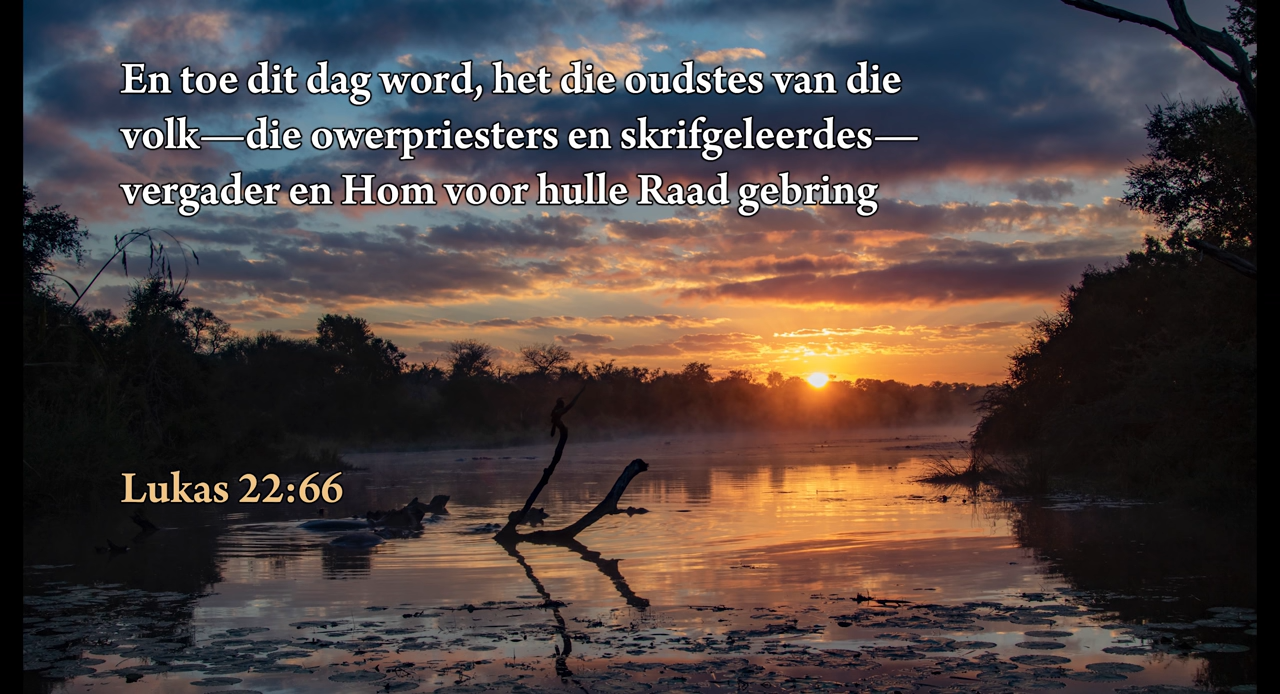 En toe dit dag word, het die oudstes van die
volk—die owerpriesters en skrifgeleerdes—
vergader en Hom voor hulle Raad gebring
Lukas 22:66